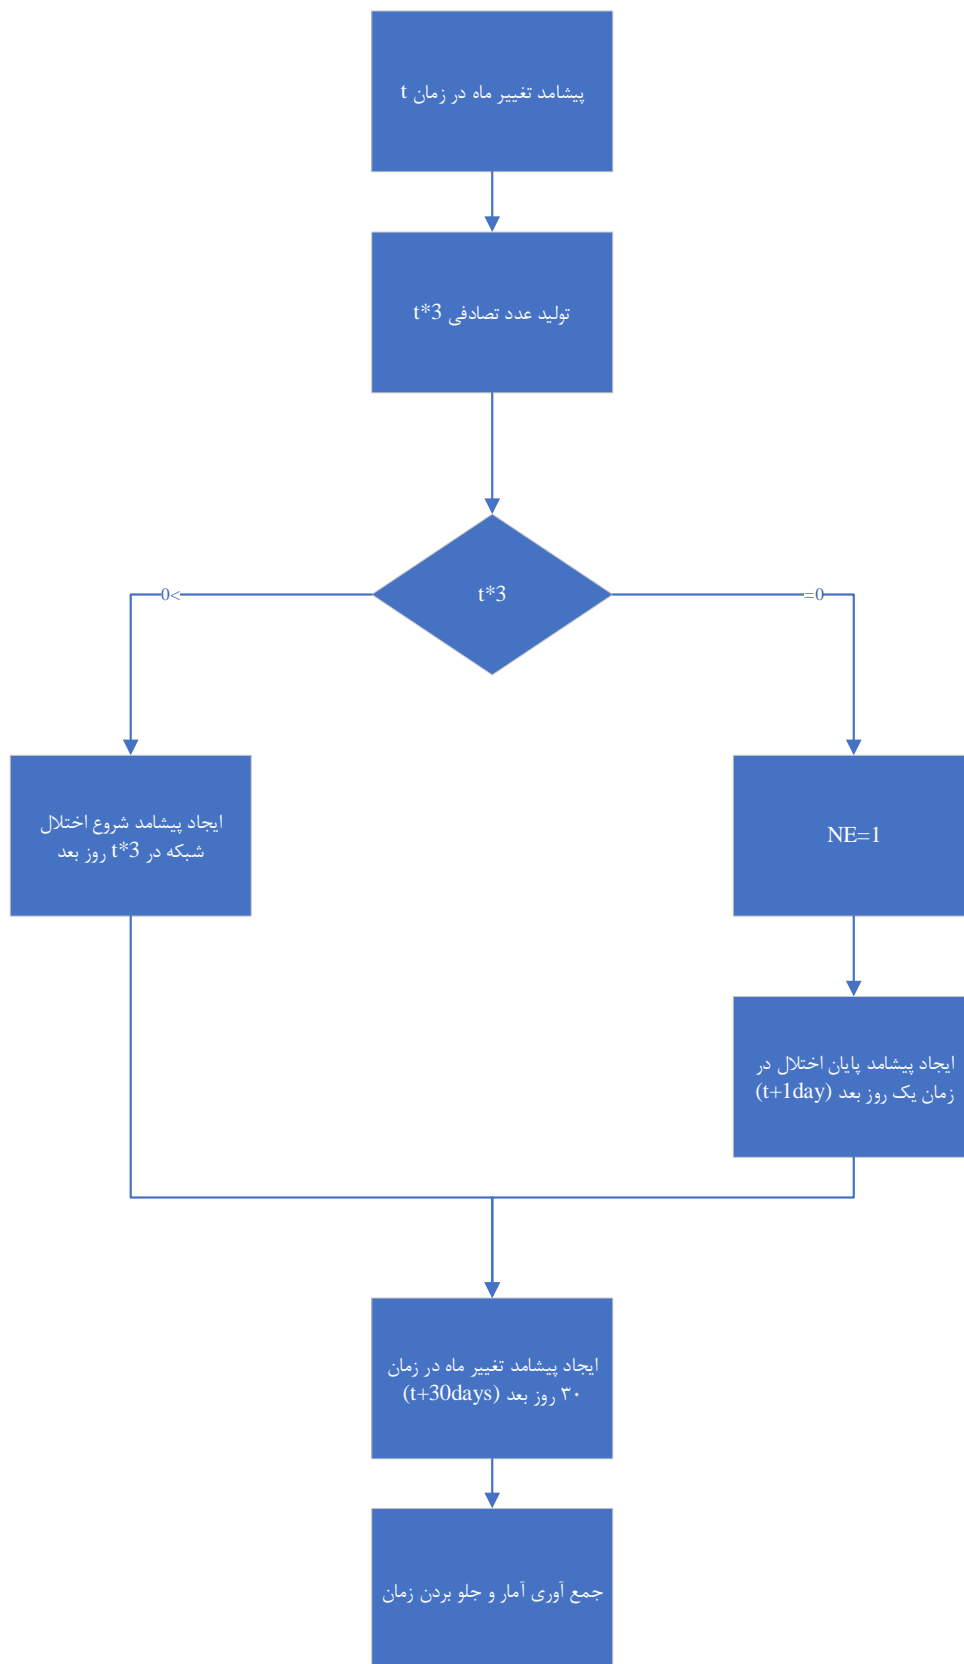 پیشامد تغییر ماه در زمان t
تولید عدد تصادفی t*3
t*3
0<
=0
ایجاد پیشامد شروع اختلال
شبکه در t*3 روز بعد
NE=1
ایجاد پیشامد پایان اختلال در
زمان یک روز بعد (t+1day)
ایجاد پیشامد تغییر ماه در زمان
۳۰ روز بعد (t+30days)
جمع آوری آمار و جلو بردن زمان